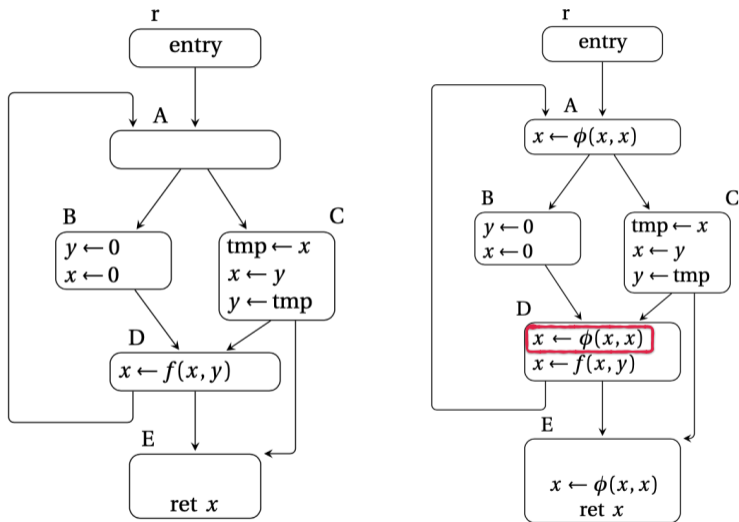 r
entry
A
B
y ← 0
x ← 0
C
tmp ← x
x ← y
y ← tmp
D
x ← f(x, y)
E
ret x
r
entry
A
x ← ϕ(x, x)
B
y ← 0
x ← 0
C
tmp ← x
x ← y
y ← tmp
D
x ← ϕ(x, x)
x ← f(x, y)
E
x ← ϕ(x, x)
ret x